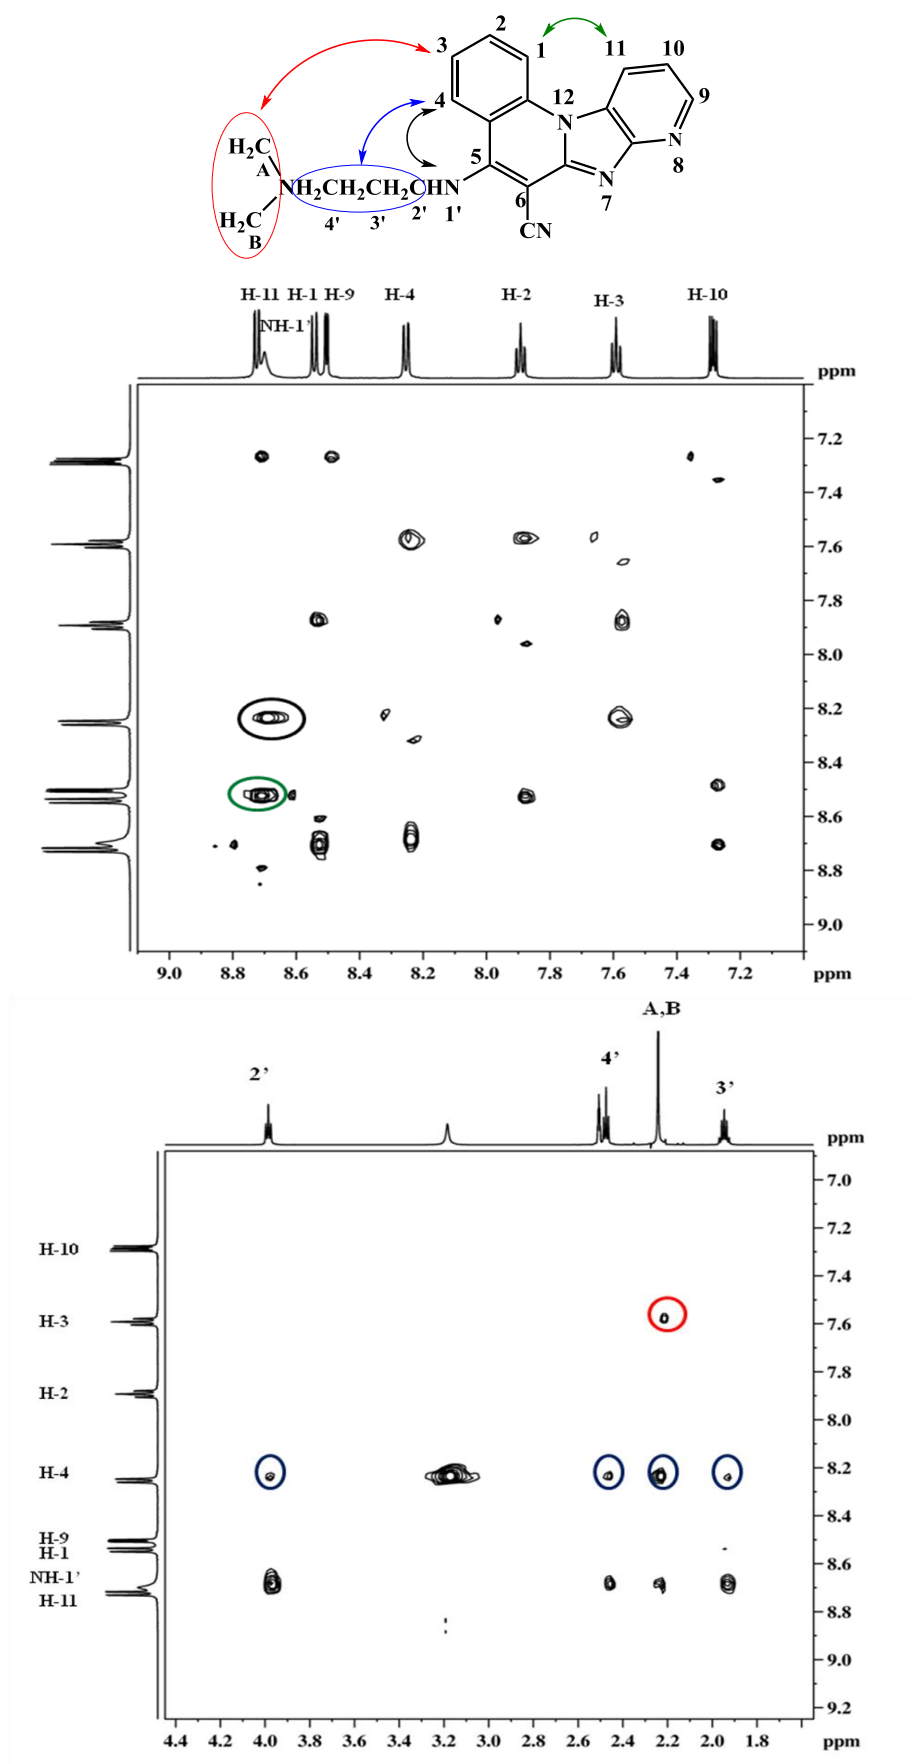 2
3
1
11
10
4
12
9
H₂C
A
N
N
8
5
N
NH₂CH₂CH₂C
HN
N
7
6
H₂C
B
4'
3'
2'
1'
CN
H-11
H-1
H-9
H-4
H-2
H-3
H-10
NH-1'
ppm
7.2
7.4
7.6
7.8
8.0
8.2
8.4
8.6
8.8
9.0
9.0 8.8 8.6 8.4 8.2 8.0 7.8 7.6 7.4 7.2 ppm
A,B
2'
4'
3'
ppm
7.0
7.2
7.4
7.6
7.8
8.0
8.2
8.4
8.6
8.8
9.0
9.2
H-10
H-3
H-2
H-4
H-9
H-1
NH-1'
H-11
4.4 4.2 4.0 3.8 3.6 3.4 3.2 3.0 2.8 2.6 2.4 2.2 2.0 1.8 ppm